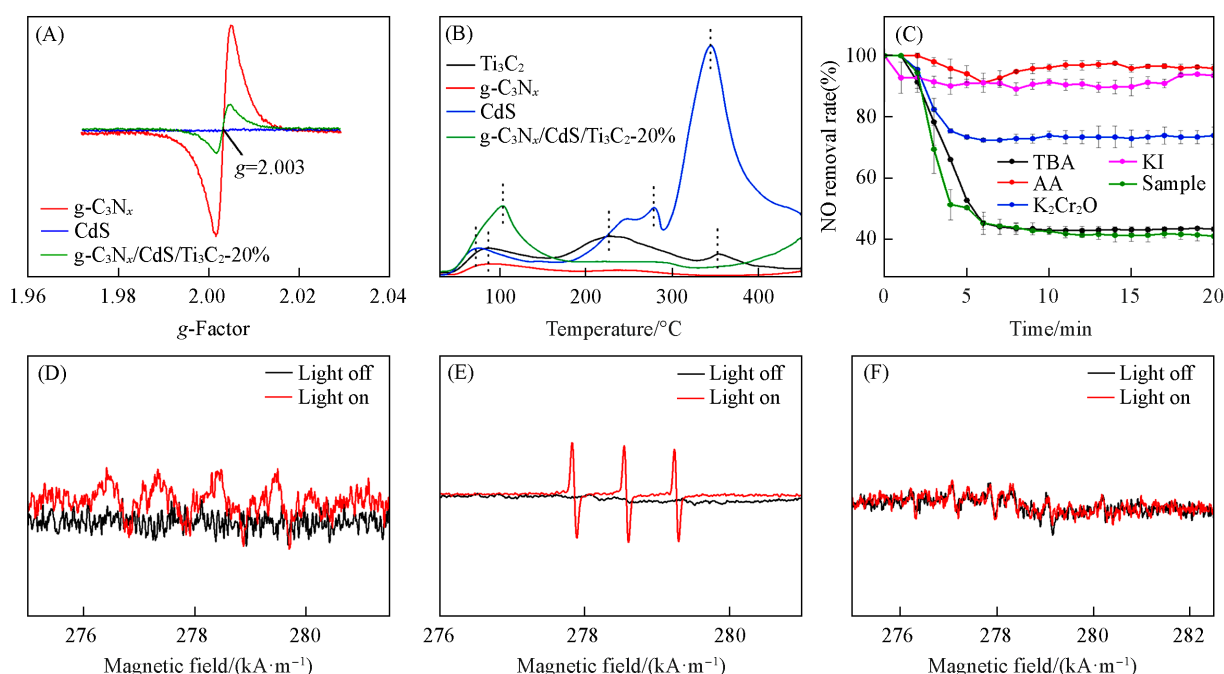 (A)
g=2.003
g-C₃Nₓ
CdS
g-C₃Nₓ/CdS/Ti₃C₂-20%
1.96 1.98 2.00 2.02 2.04
g-Factor
(B)
Ti₃C₂
g-C₃Nₓ
CdS
g-C₃Nₓ/CdS/Ti₃C₂-20%
100 200 300 400
Temperature/°C
(C)
NO removal rate(%)
100
80
60
40
TBA KI
AA Sample
K₂Cr₂O
0 5 10 15 20
Time/min
(D)
Light off
Light on
276 278 280
Magnetic field/(kA·m⁻¹)
(E)
Light off
Light on
276 278 280
Magnetic field/(kA·m⁻¹)
(F)
Light off
Light on
276 278 280 282
Magnetic field/(kA·m⁻¹)